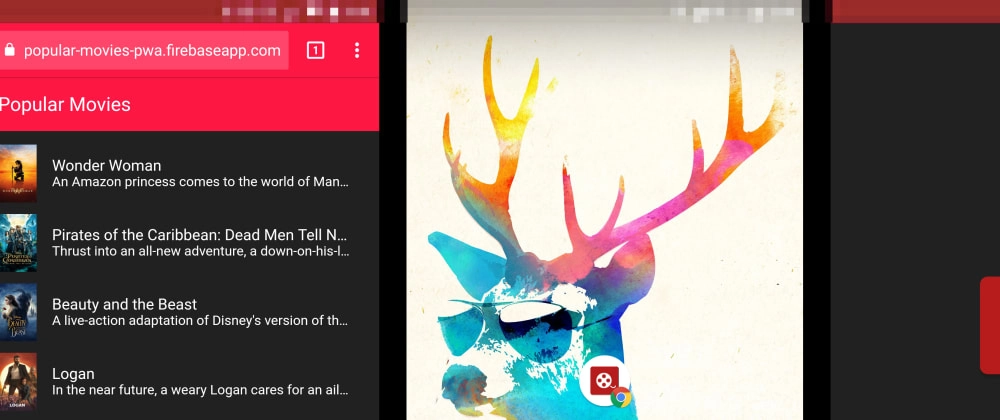 popular-movies-pwa.firebaseapp.com
1
Popular Movies
Wonder Woman
An Amazon princess comes to the world of Man...
Pirates of the Caribbean: Dead Men Tell N...
Thrust into an all-new adventure, a down-on-his-l...
Beauty and the Beast
A live-action adaptation of Disney's version of th...
Logan
In the near future, a weary Logan cares for an ail...
LOGAN